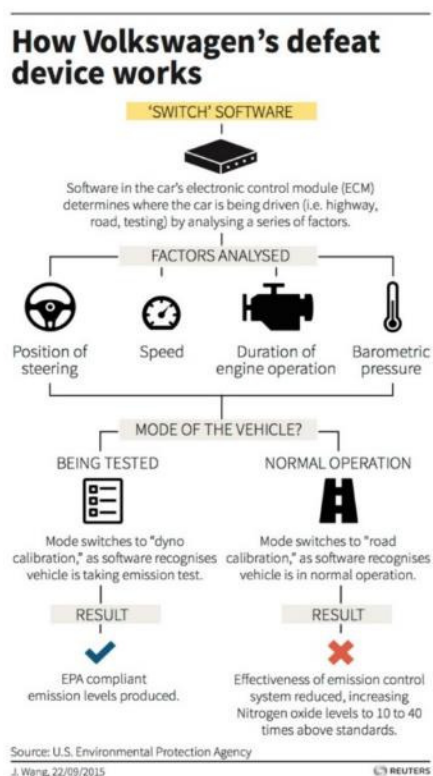 How Volkswagen's defeat
device works
'SWITCH' SOFTWARE
Software in the car's electronic control module (ECM)
determines where the car is being driven (i.e. highway,
road, testing) by analysing a series of factors.
FACTORS ANALYSED
Position of
steering
Speed
Duration of
engine operation
Barometric
pressure
MODE OF THE VEHICLE?
BEING TESTED
Mode switches to "dyno
calibration," as software recognises
vehicle is taking emission test.
RESULT
EPA compliant
emission levels produced.
NORMAL OPERATION
Mode switches to "road
calibration," as software recognises
vehicle is in normal operation.
RESULT
Effectiveness of emission control
system reduced, increasing
Nitrogen oxide levels to 10 to 40
times above standards.
Source: U.S. Environmental Protection Agency
J. Wang, 22/09/2015
REUTERS